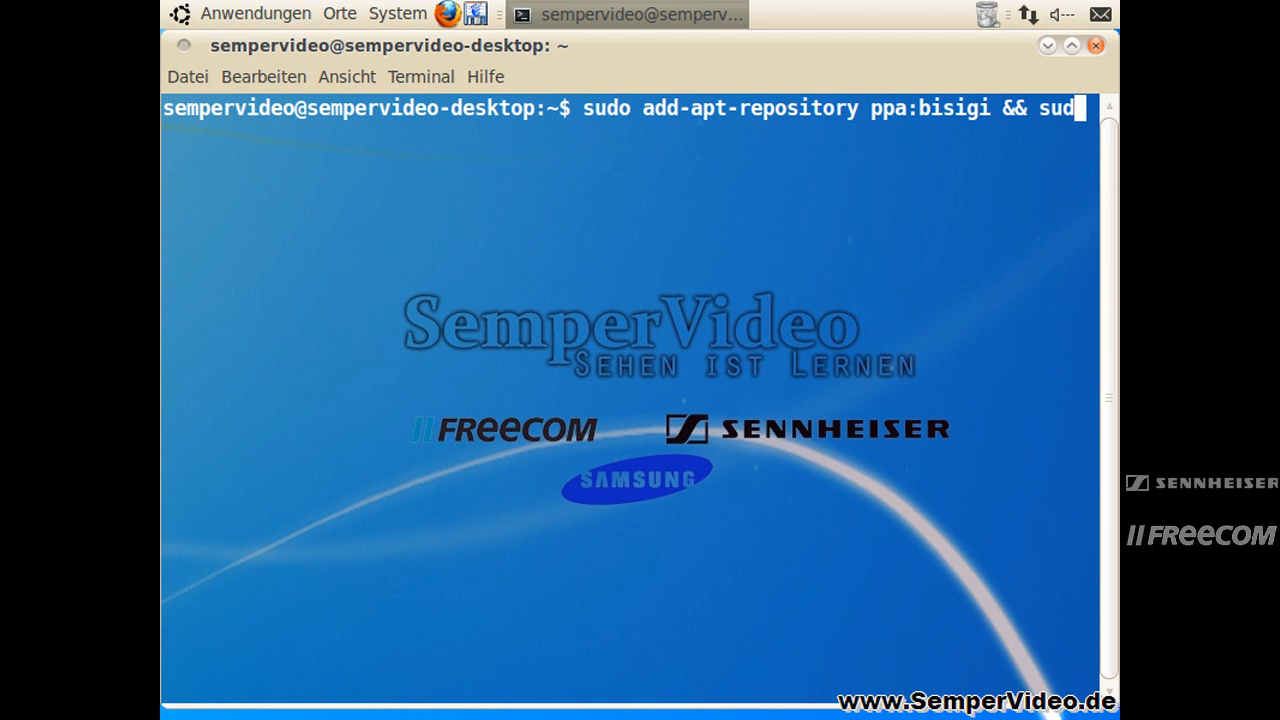 Anwendungen Orte System sempervideo@semperv...
sempervideo@sempervideo-desktop: ~
Datei Bearbeiten Ansicht Terminal Hilfe
sempervideo@sempervideo-desktop:~$ sudo add-apt-repository ppa:bisigi && sud
SemperVideo
SEHEN IST LERNEN
FREECOM SENNHEISER
SAMSUNG
SENNHEISER
FREECOM
www.SemperVideo.de